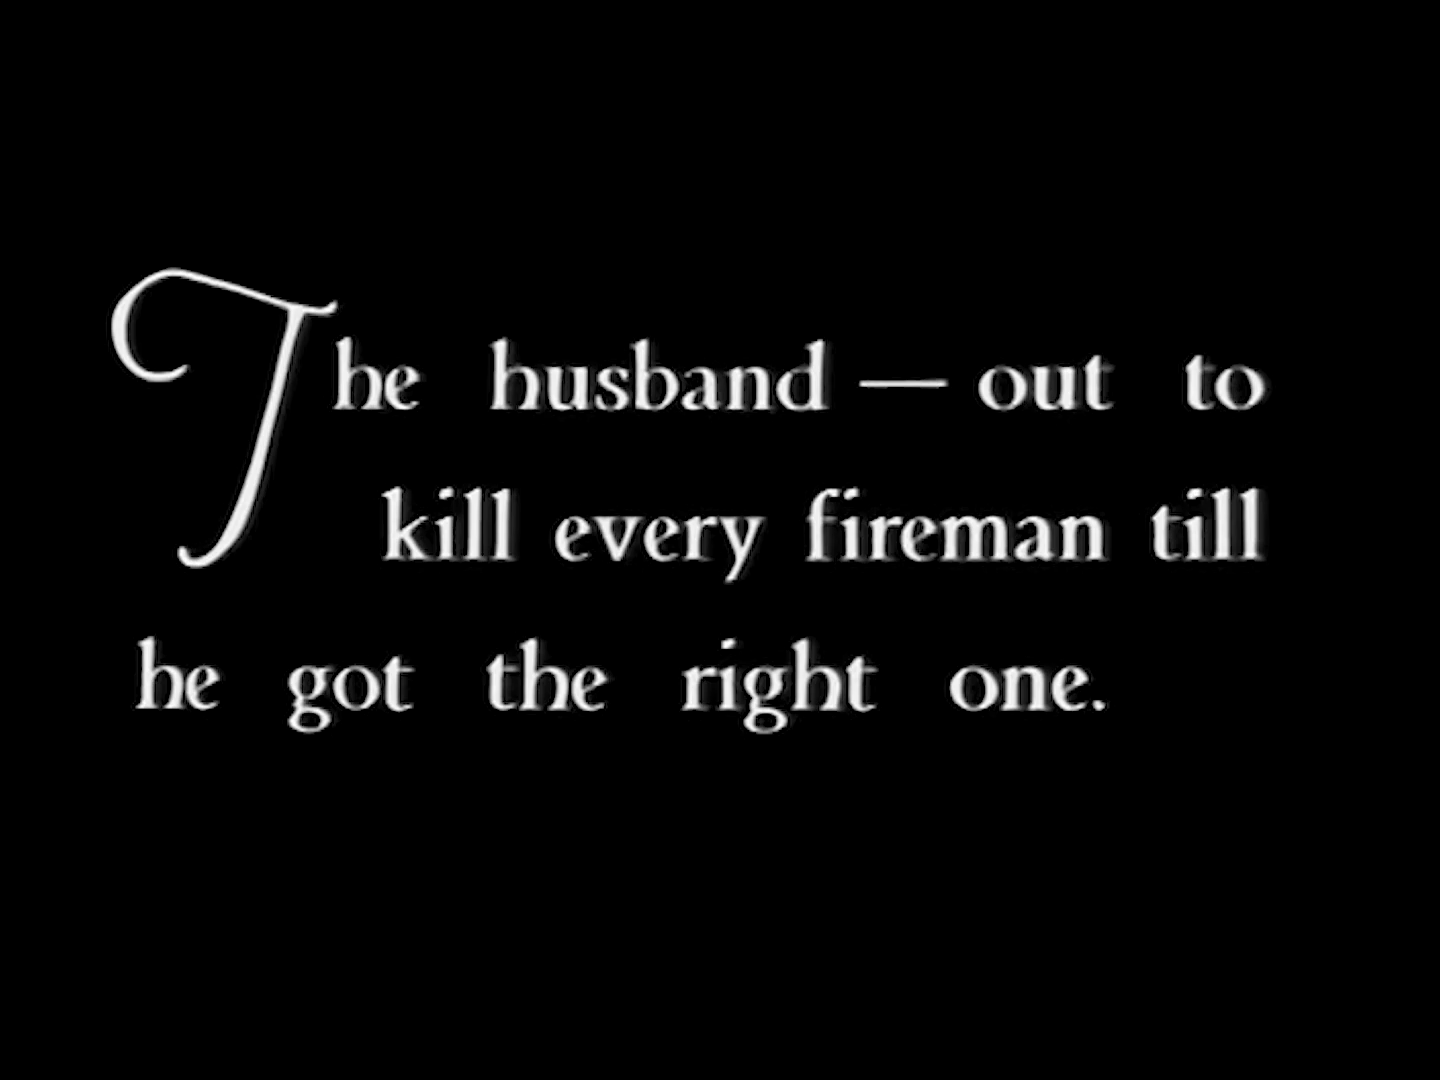 The husband — out to
kill every fireman till
he got the right one.